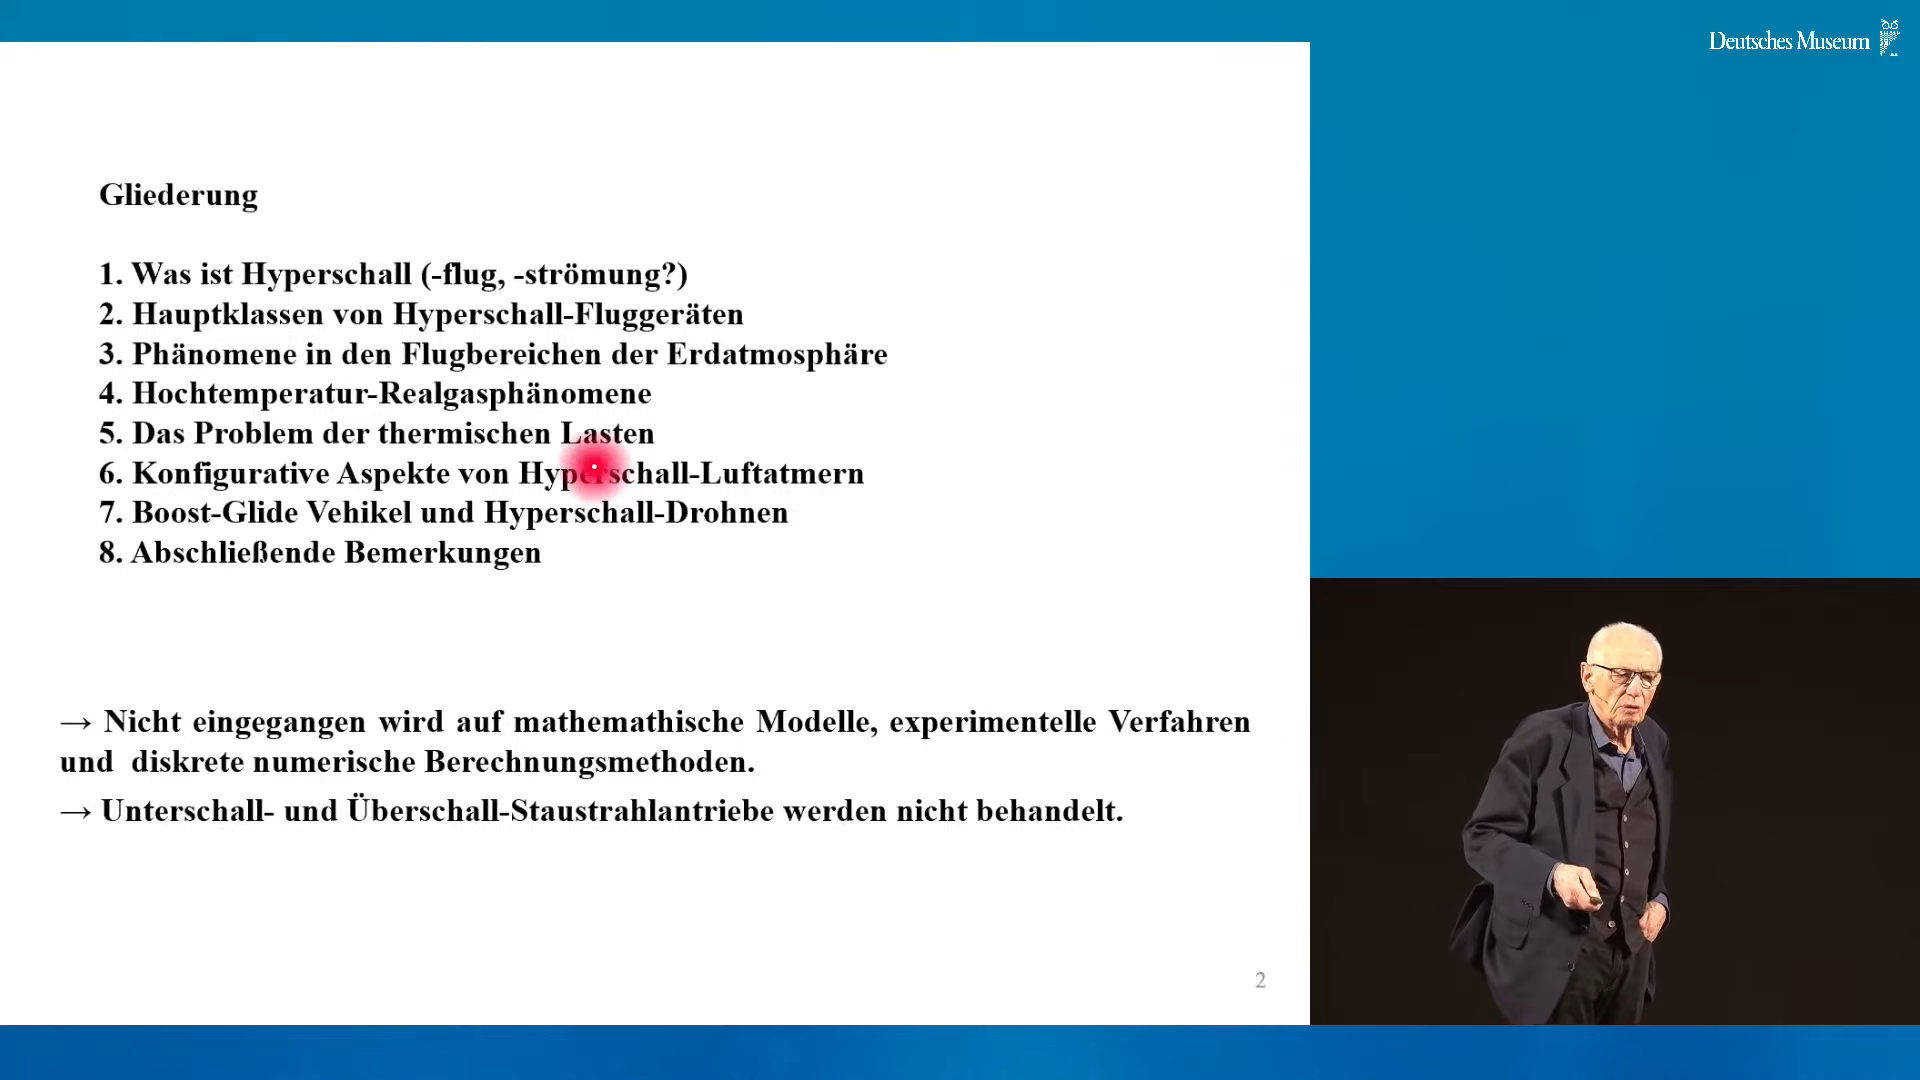 Deutsches Museum
Gliederung
1. Was ist Hyperschall (-flug, -strömung?)
2. Hauptklassen von Hyperschall-Fluggeräten
3. Phänomene in den Flugbereichen der Erdatmosphäre
4. Hochtemperatur-Realgasphänomene
5. Das Problem der thermischen Lasten
6. Konfigurative Aspekte von Hyperschall-Luftatmern
7. Boost-Glide Vehikel und Hyperschall-Drohnen
8. Abschließende Bemerkungen
→ Nicht eingegangen wird auf mathemathische Modelle, experimentelle Verfahren
und diskrete numerische Berechnungsmethoden.
→ Unterschall- und Überschall-Staustrahlantriebe werden nicht behandelt.
2